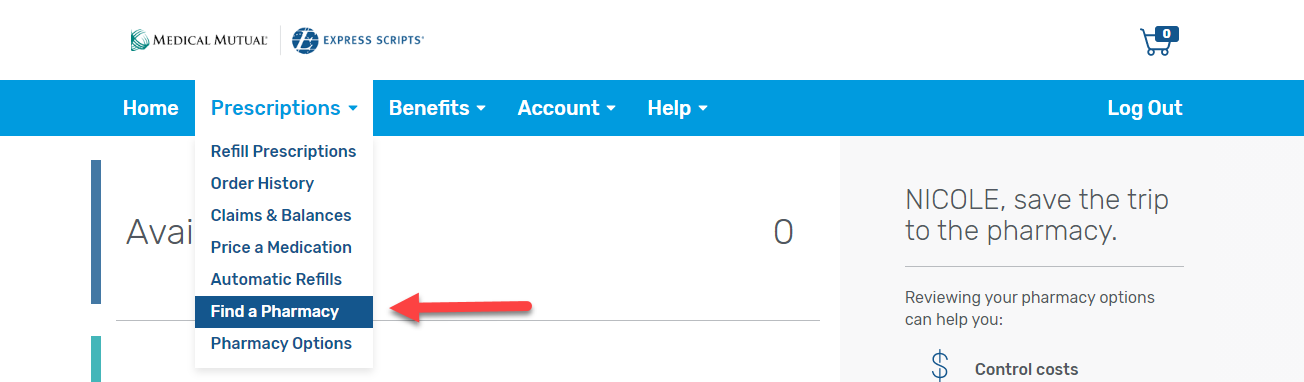 MEDICAL MUTUAL® EXPRESS SCRIPTS®
0
Home Prescriptions Benefits Account Help Log Out
Refill Prescriptions
Order History
Claims & Balances
Price a Medication
Automatic Refills
Find a Pharmacy
Pharmacy Options
Avai
0
NICOLE, save the trip
to the pharmacy.
Reviewing your pharmacy options
can help you:
$ Control costs